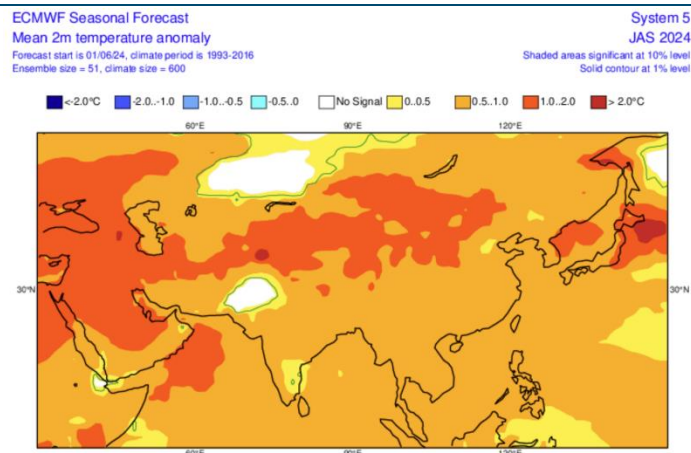 ECMWF Seasonal Forecast
System 5
Mean 2m temperature anomaly
JAS 2024
Forecast start is 01/06/24, climate period is 1993-2016
Shaded areas significant at 10% level
Ensemble size = 51, climate size = 600
Solid contour at 1% level
<-2.0°C -2.0..-1.0 -1.0..-0.5 -0.5..0 No Signal 0..0.5 0.5..1.0 1.0..2.0 > 2.0°C
60°E 90°E 120°E
30°N 30°N
60°E 90°E 120°E